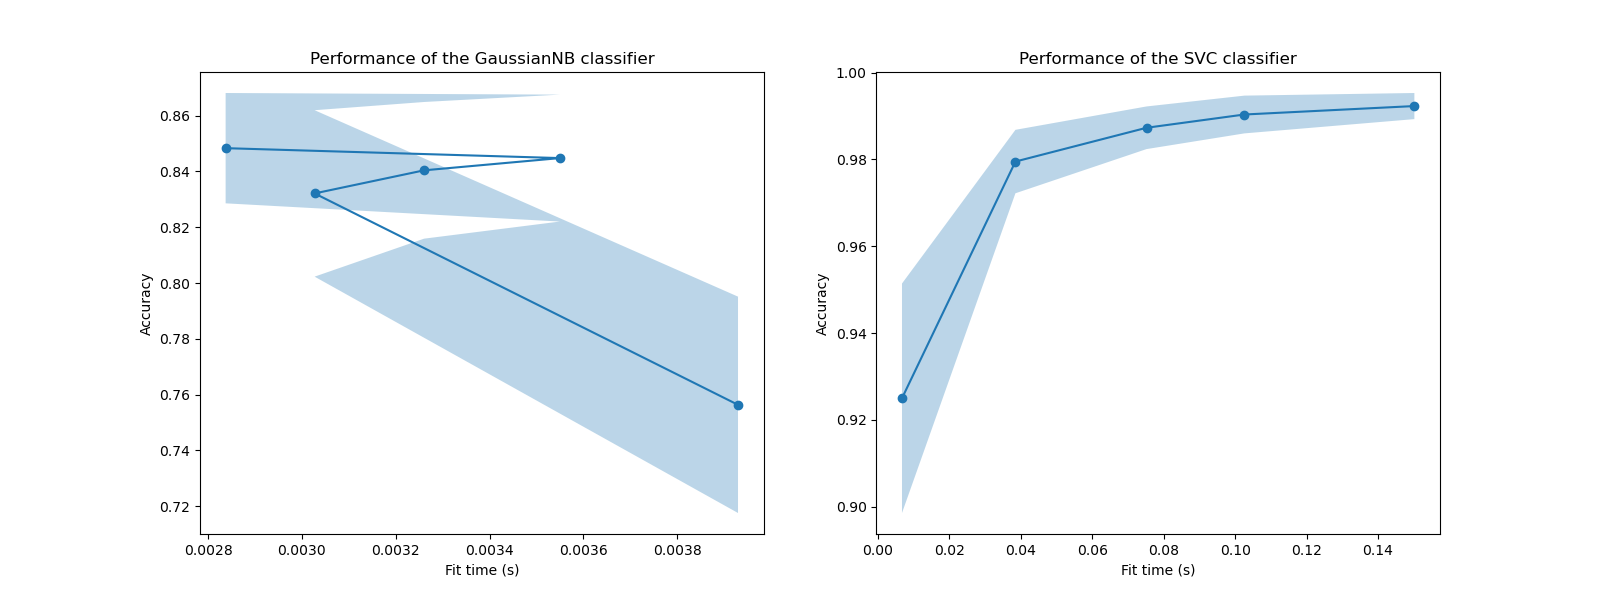 Performance of the GaussianNB classifier
0.86
0.84
0.82
0.80
0.78
0.76
0.74
0.72
Accuracy
0.0028 0.0030 0.0032 0.0034 0.0036 0.0038
Fit time (s)
Performance of the SVC classifier
1.00
0.98
0.96
0.94
0.92
0.90
Accuracy
0.00 0.02 0.04 0.06 0.08 0.10 0.12 0.14
Fit time (s)